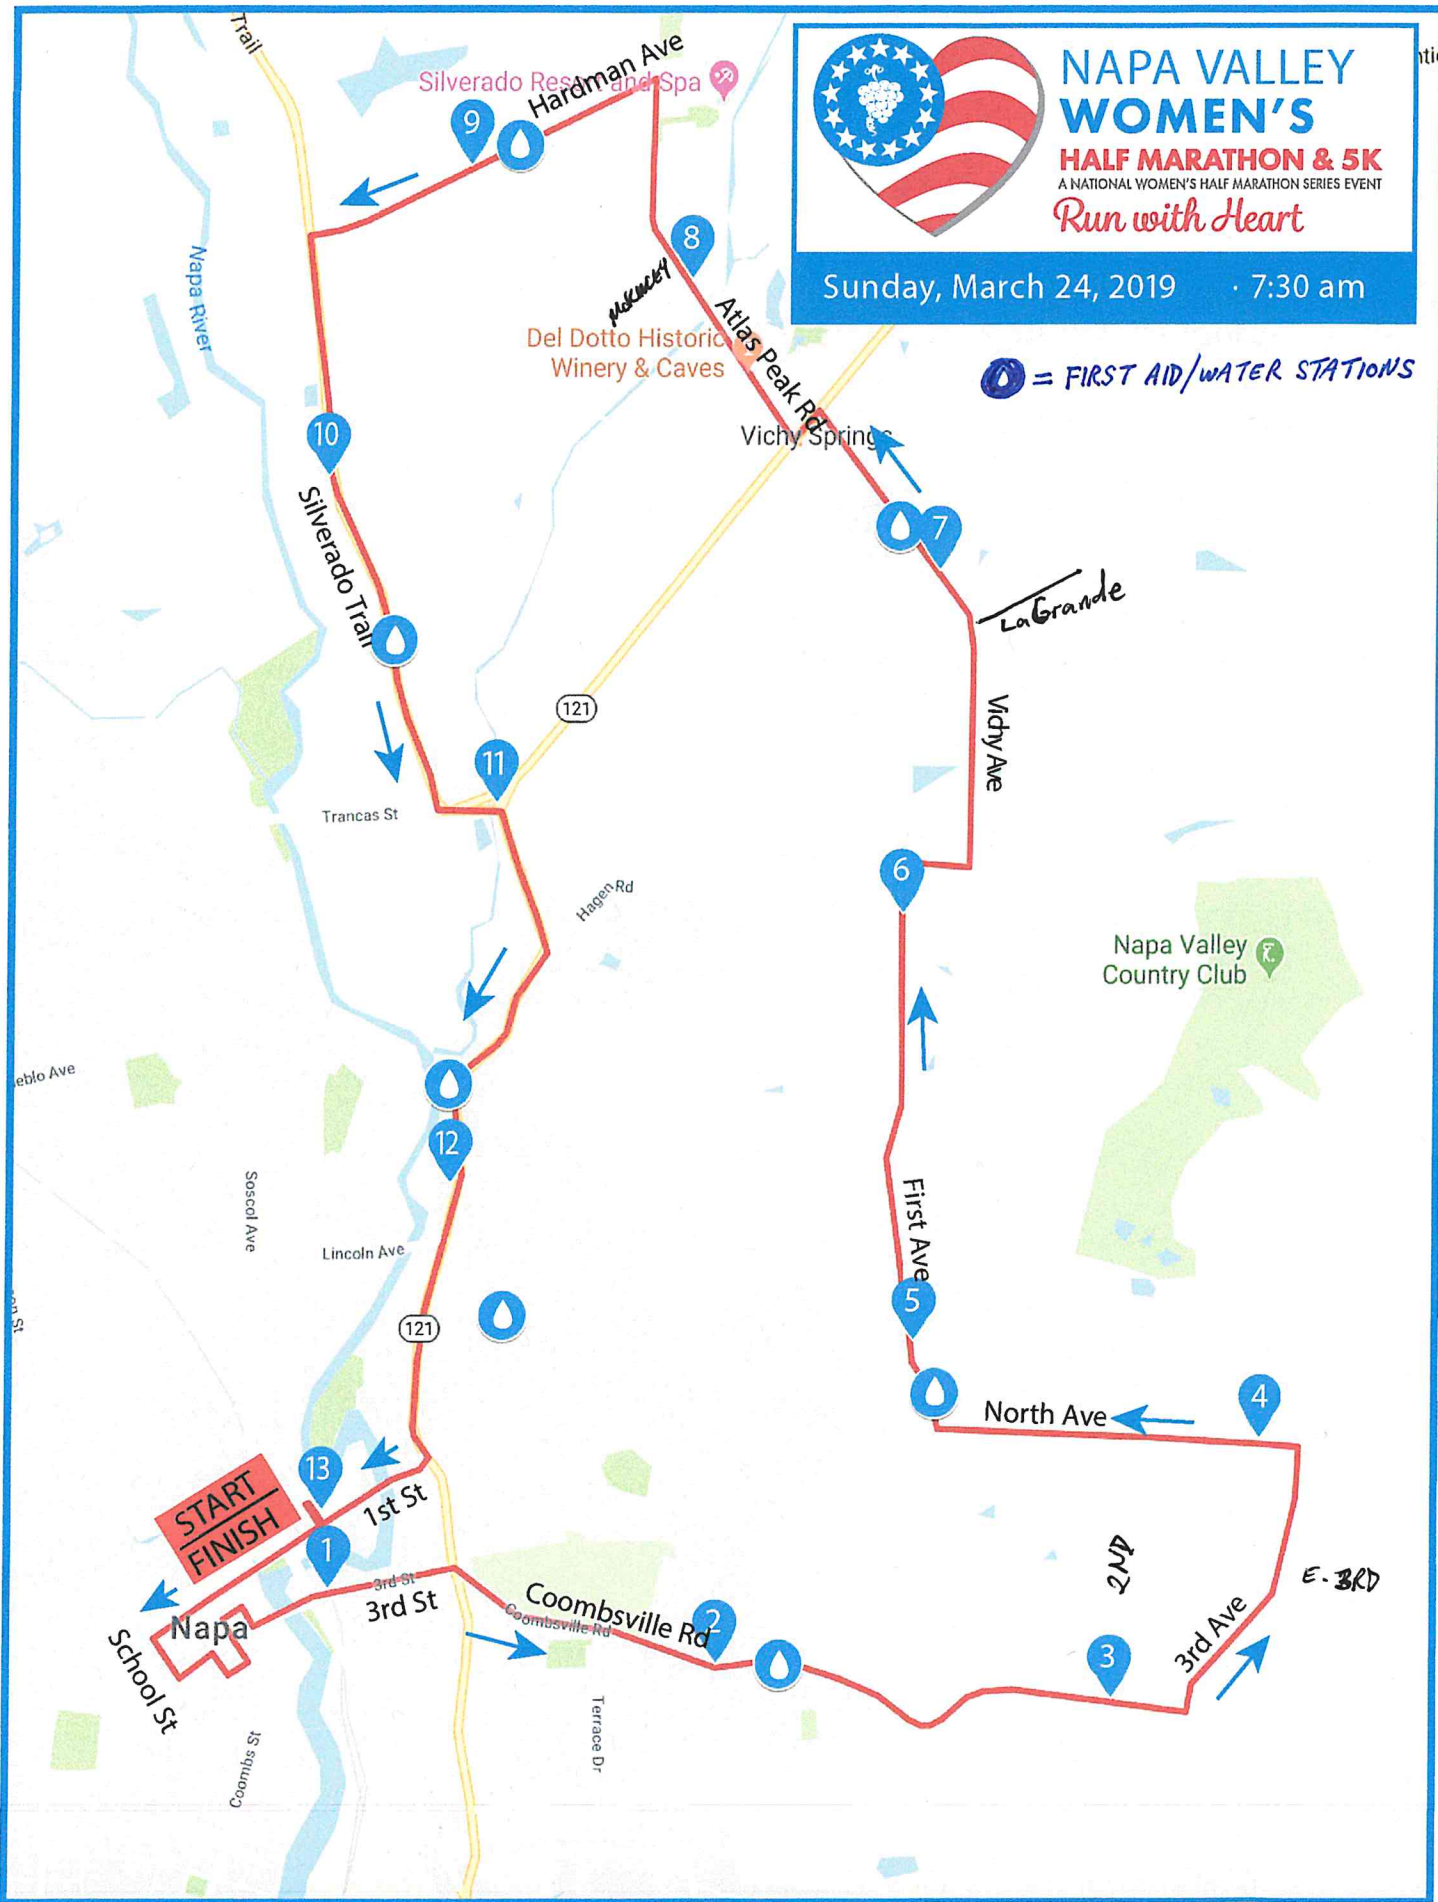 Trail
Silverado Resort and Spa
Hardman Ave
9
NAPA VALLEY
WOMEN'S
HALF MARATHON & 5K
A NATIONAL WOMEN'S HALF MARATHON SERIES EVENT
Run with Heart
Sunday, March 24, 2019 · 7:30 am
= FIRST AID/WATER STATIONS
Napa River
8
Atlas Peak Rd
Del Dotto Historic
Winery & Caves
Vichy Springs
10
Silverado Trail
7
La Grande
121
Vichy Ave
11
Trancas St
6
Hagen Rd
Napa Valley
Country Club
eblo Ave
12
Soscol Ave
Lincoln Ave
First Ave
121
5
North Ave
4
13
START
FINISH
1st St
1
3rd St
3rd St
2ND
E. 3RD
Napa
School St
Coombsville Rd
Coombsville Rd
2
3
3rd Ave
Terrace Dr
Coombs St